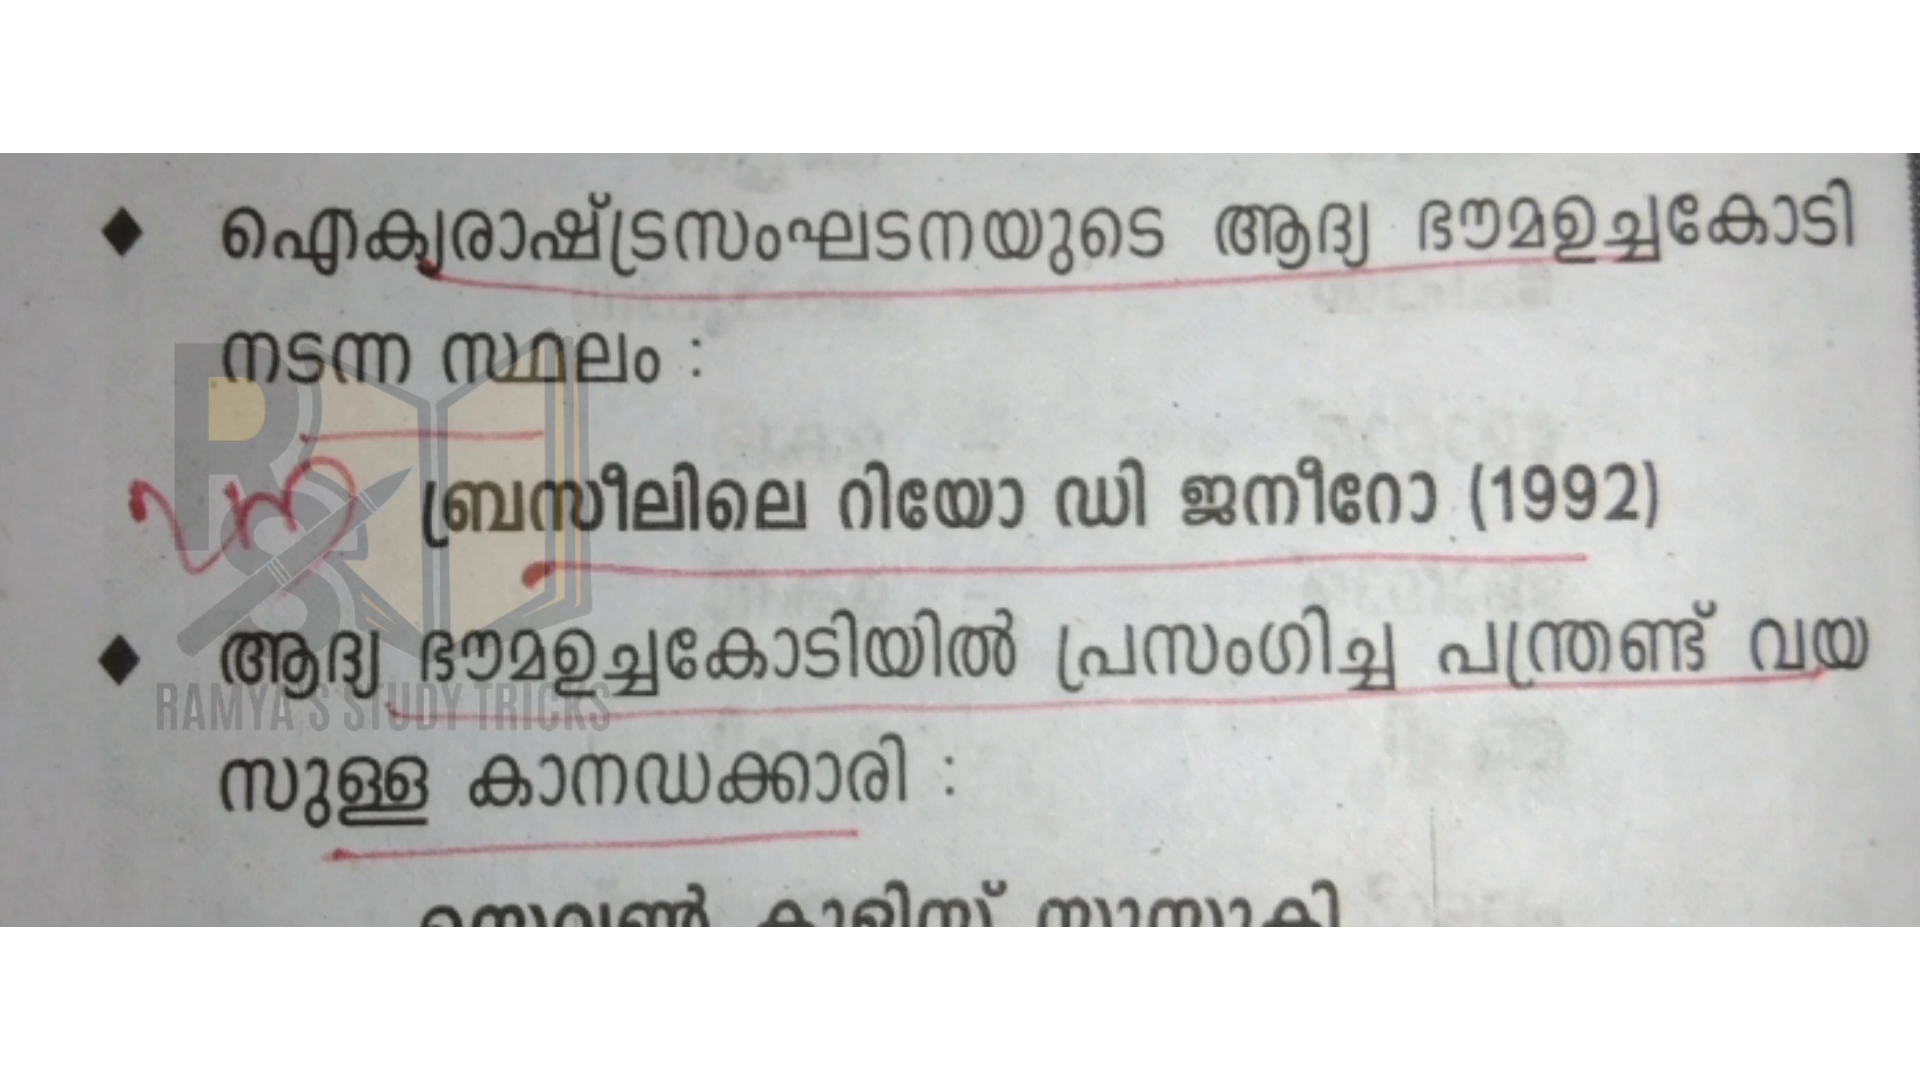 ◆ ഐക്യരാഷ്ട്രസംഘടനയുടെ ആദ്യ ഭൗമഉച്ചകോടി
നടന്ന സ്ഥലം :
ബ്രസീലിലെ റിയോ ഡി ജനീറോ (1992)
◆ ആദ്യ ഭൗമഉച്ചകോടിയിൽ പ്രസംഗിച്ച പന്ത്രണ്ട് വയ
RAMYA'S STUDY TRICKS
സുള്ള കാനഡക്കാരി :